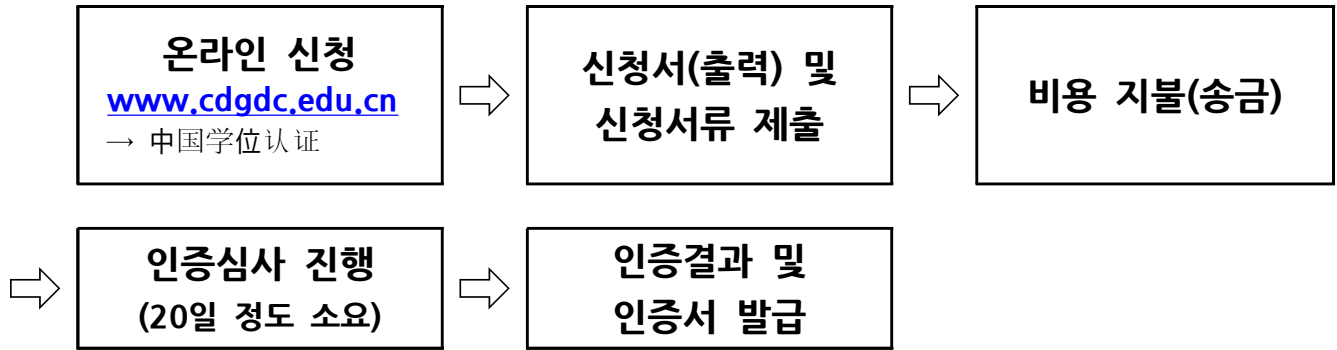 온라인 신청
www.cdgdc.edu.cn
→ 中国学位认证
신청서(출력) 및
신청서류 제출
비용 지불(송금)
인증심사 진행
(20일 정도 소요)
인증결과 및
인증서 발급